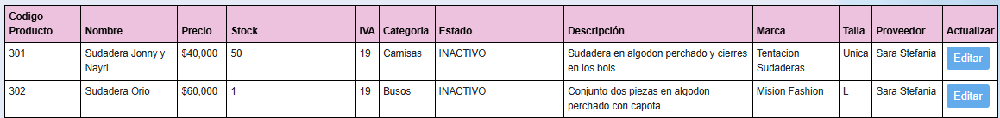 Codigo Producto Nombre Precio Stock IVA Categoria Estado Descripción Marca Talla Proveedor Actualizar
301 Sudadera Jonny y Nayri $40,000 50 19 Camisas INACTIVO Sudadera en algodon perchado y cierres en los bols Tentacion Sudaderas Unica Sara Stefania Editar
302 Sudadera Orio $60,000 1 19 Busos INACTIVO Conjunto dos piezas en algodon perchado con capota Mision Fashion L Sara Stefania Editar